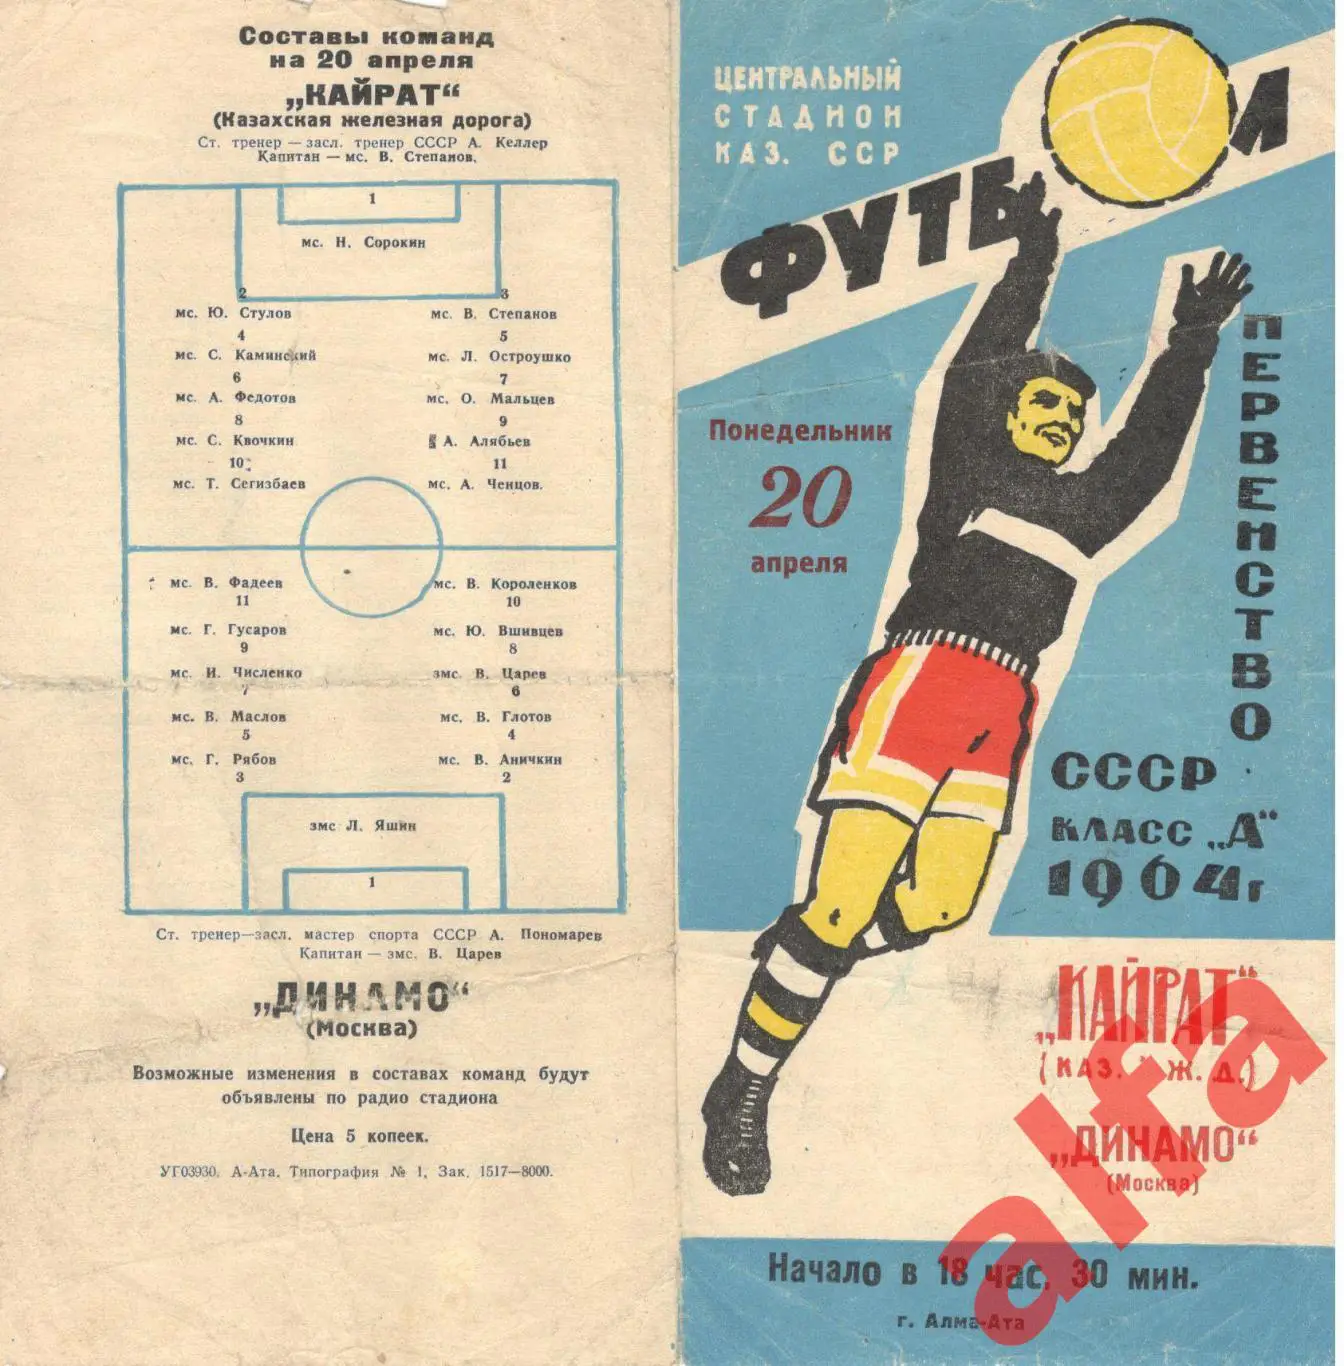 Составы команд
на 20 апреля
„КАЙРАТ“
(Казахская железная дорога)
Ст. тренер — засл. тренер СССР А. Келлер
Капитан — мс. В. Степанов.
1
мс. Н. Сорокин
2 3
мс. Ю. Стулов мс. В. Степанов
4 5
мс. С. Каминский мс. Л. Остроушко
6 7
мс. А. Федотов мс. О. Мальцев
8 9
мс. С. Квочкин А. Алябьев
10 11
мс. Т. Сегизбаев мс. А. Ченцов.
мс. В. Фадеев мс. В. Короленков
11 10
мс. Г. Гусаров мс. Ю. Вшивцев
9 8
мс. И. Численко змс. В. Царев
7 6
мс. В. Маслов мс. В. Глотов
5 4
мс. Г. Рябов мс. В. Аничкин
3 2
змс Л. Яшин
1
Ст. тренер—засл. мастер спорта СССР А. Пономарев
Капитан — змс. В. Царев
„ДИНАМО“
(Москва)
Возможные изменения в составах команд будут
объявлены по радио стадиона
Цена 5 копеек.
УГ03930. А-Ата, Типография № 1, Зак. 1517—8000.
ЦЕНТРАЛЬНЫЙ
СТАДИОН
КАЗ. ССР
ФУТБОЛ
Понедельник
20
апреля
ПЕРВЕНСТВО
СССР
КЛАСС „А“
1964г
„КАЙРАТ“
(КАЗ. Ж. Д.)
„ДИНАМО“
(Москва)
Начало в 18 час. 30 мин.
г. Алма-Ата
alfa